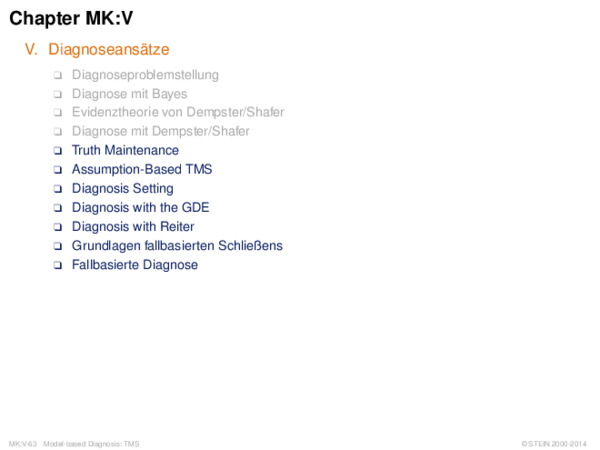 Chapter MK:V
V. Diagnoseansätze
❑ Diagnoseproblemstellung
❑ Diagnose mit Bayes
❑ Evidenztheorie von Dempster/Shafer
❑ Diagnose mit Dempster/Shafer
❑ Truth Maintenance
❑ Assumption-Based TMS
❑ Diagnosis Setting
❑ Diagnosis with the GDE
❑ Diagnosis with Reiter
❑ Grundlagen fallbasierten Schließens
❑ Fallbasierte Diagnose
MK:V-63 Model-based Diagnosis: TMS © STEIN 2000-2014